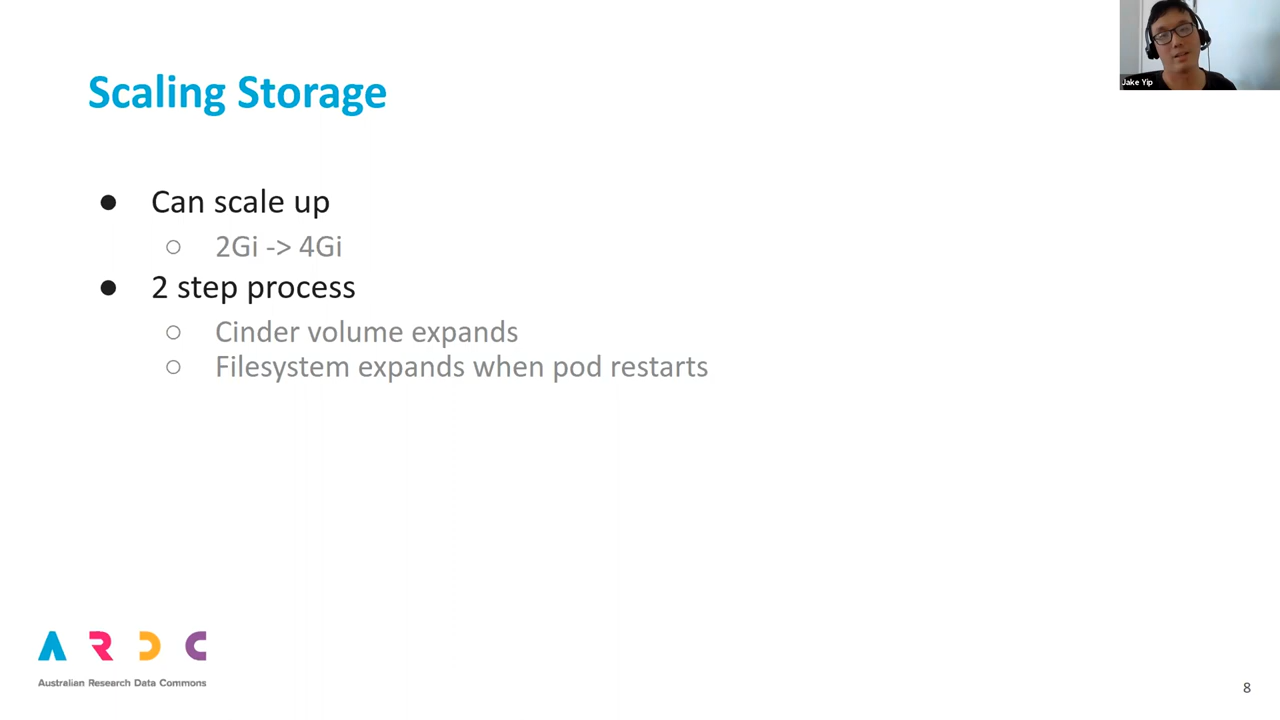 Jake Yip
Scaling Storage
● Can scale up
○ 2Gi -> 4Gi
● 2 step process
○ Cinder volume expands
○ Filesystem expands when pod restarts
A R D C
Australian Research Data Commons
8